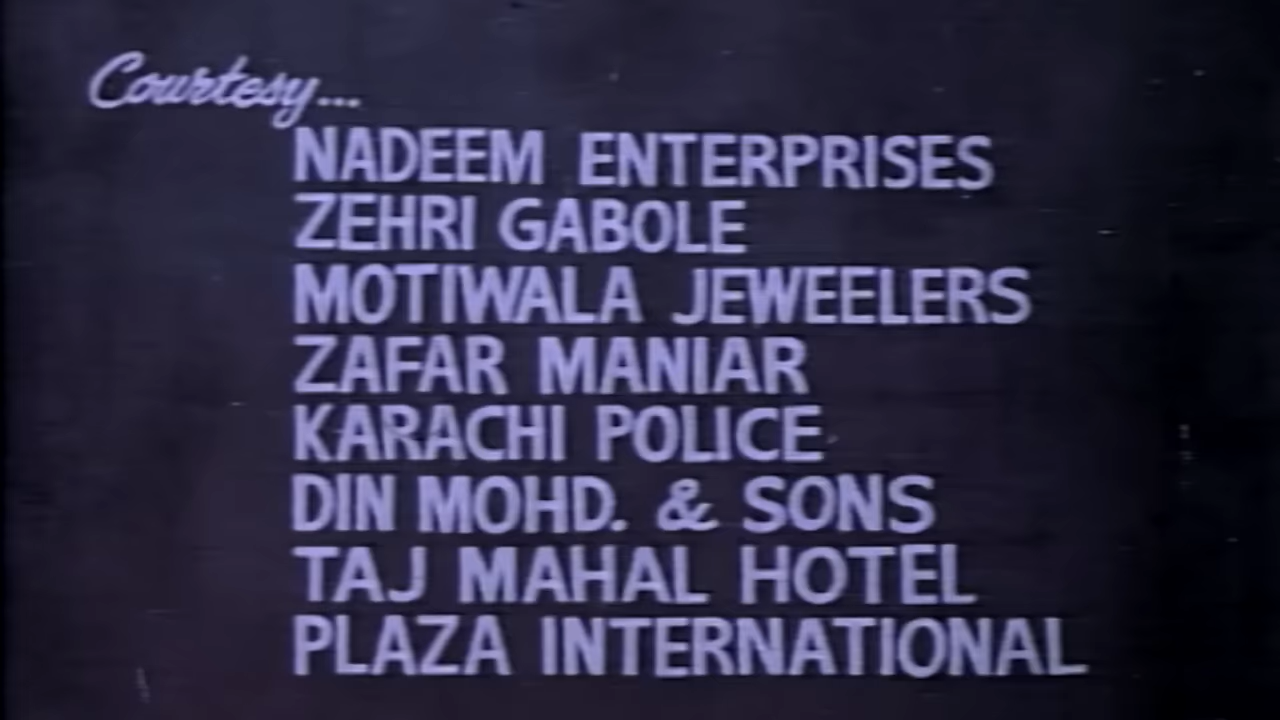 Courtesy...
NADEEM ENTERPRISES
ZEHRI GABOLE
MOTIWALA JEWEELERS
ZAFAR MANIAR
KARACHI POLICE
DIN MOHD. & SONS
TAJ MAHAL HOTEL
PLAZA INTERNATIONAL